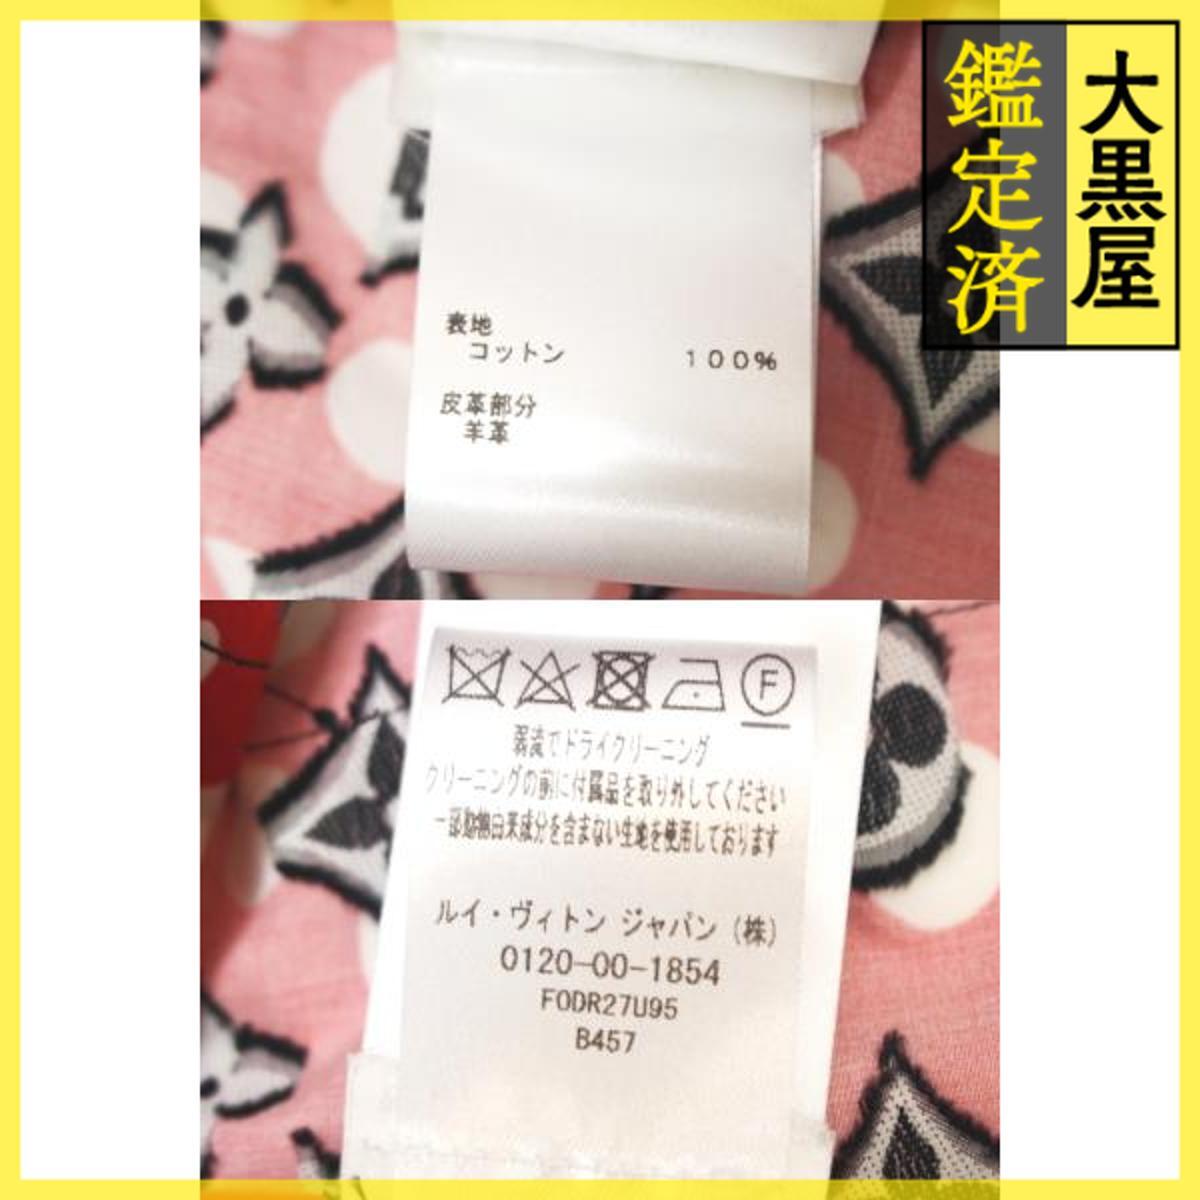 大黒屋
鑑定済
表地
コットン 100%
皮革部分
羊革
F
弱流でドライクリーニング
クリーニングの前に付属品を取り外してください
一部動物由来成分を含まない生地を使用しております
ルイ・ヴィトン ジャパン (株)
0120-00-1854
FODR27U95
B457